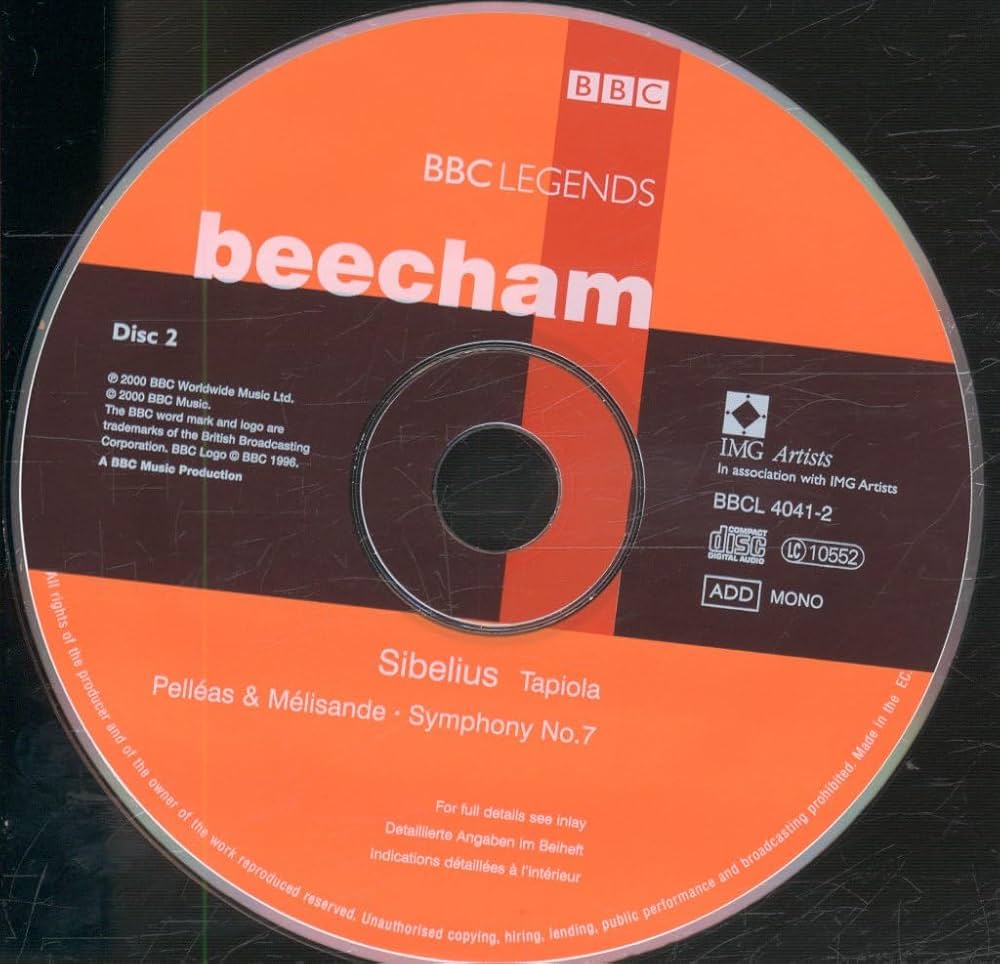 BBC
BBC LEGENDS
beecham
Disc 2
℗ 2000 BBC Worldwide Music Ltd.
© 2000 BBC Music.
The BBC word mark and logo are
trademarks of the British Broadcasting
Corporation. BBC Logo © BBC 1996.
A BBC Music Production
IMG Artists
In association with IMG Artists
BBCL 4041-2
COMPACT
disc
DIGITAL AUDIO
LC 10552
ADD MONO
Sibelius Tapiola
Pelléas & Mélisande · Symphony No.7
For full details see inlay
Detaillierte Angaben im Beiheft
Indications détaillées à l'intérieur
All rights of the producer and of the owner of the work reproduced reserved. Unauthorised copying, hiring, lending, public performance and broadcasting prohibited. Made in the EC.